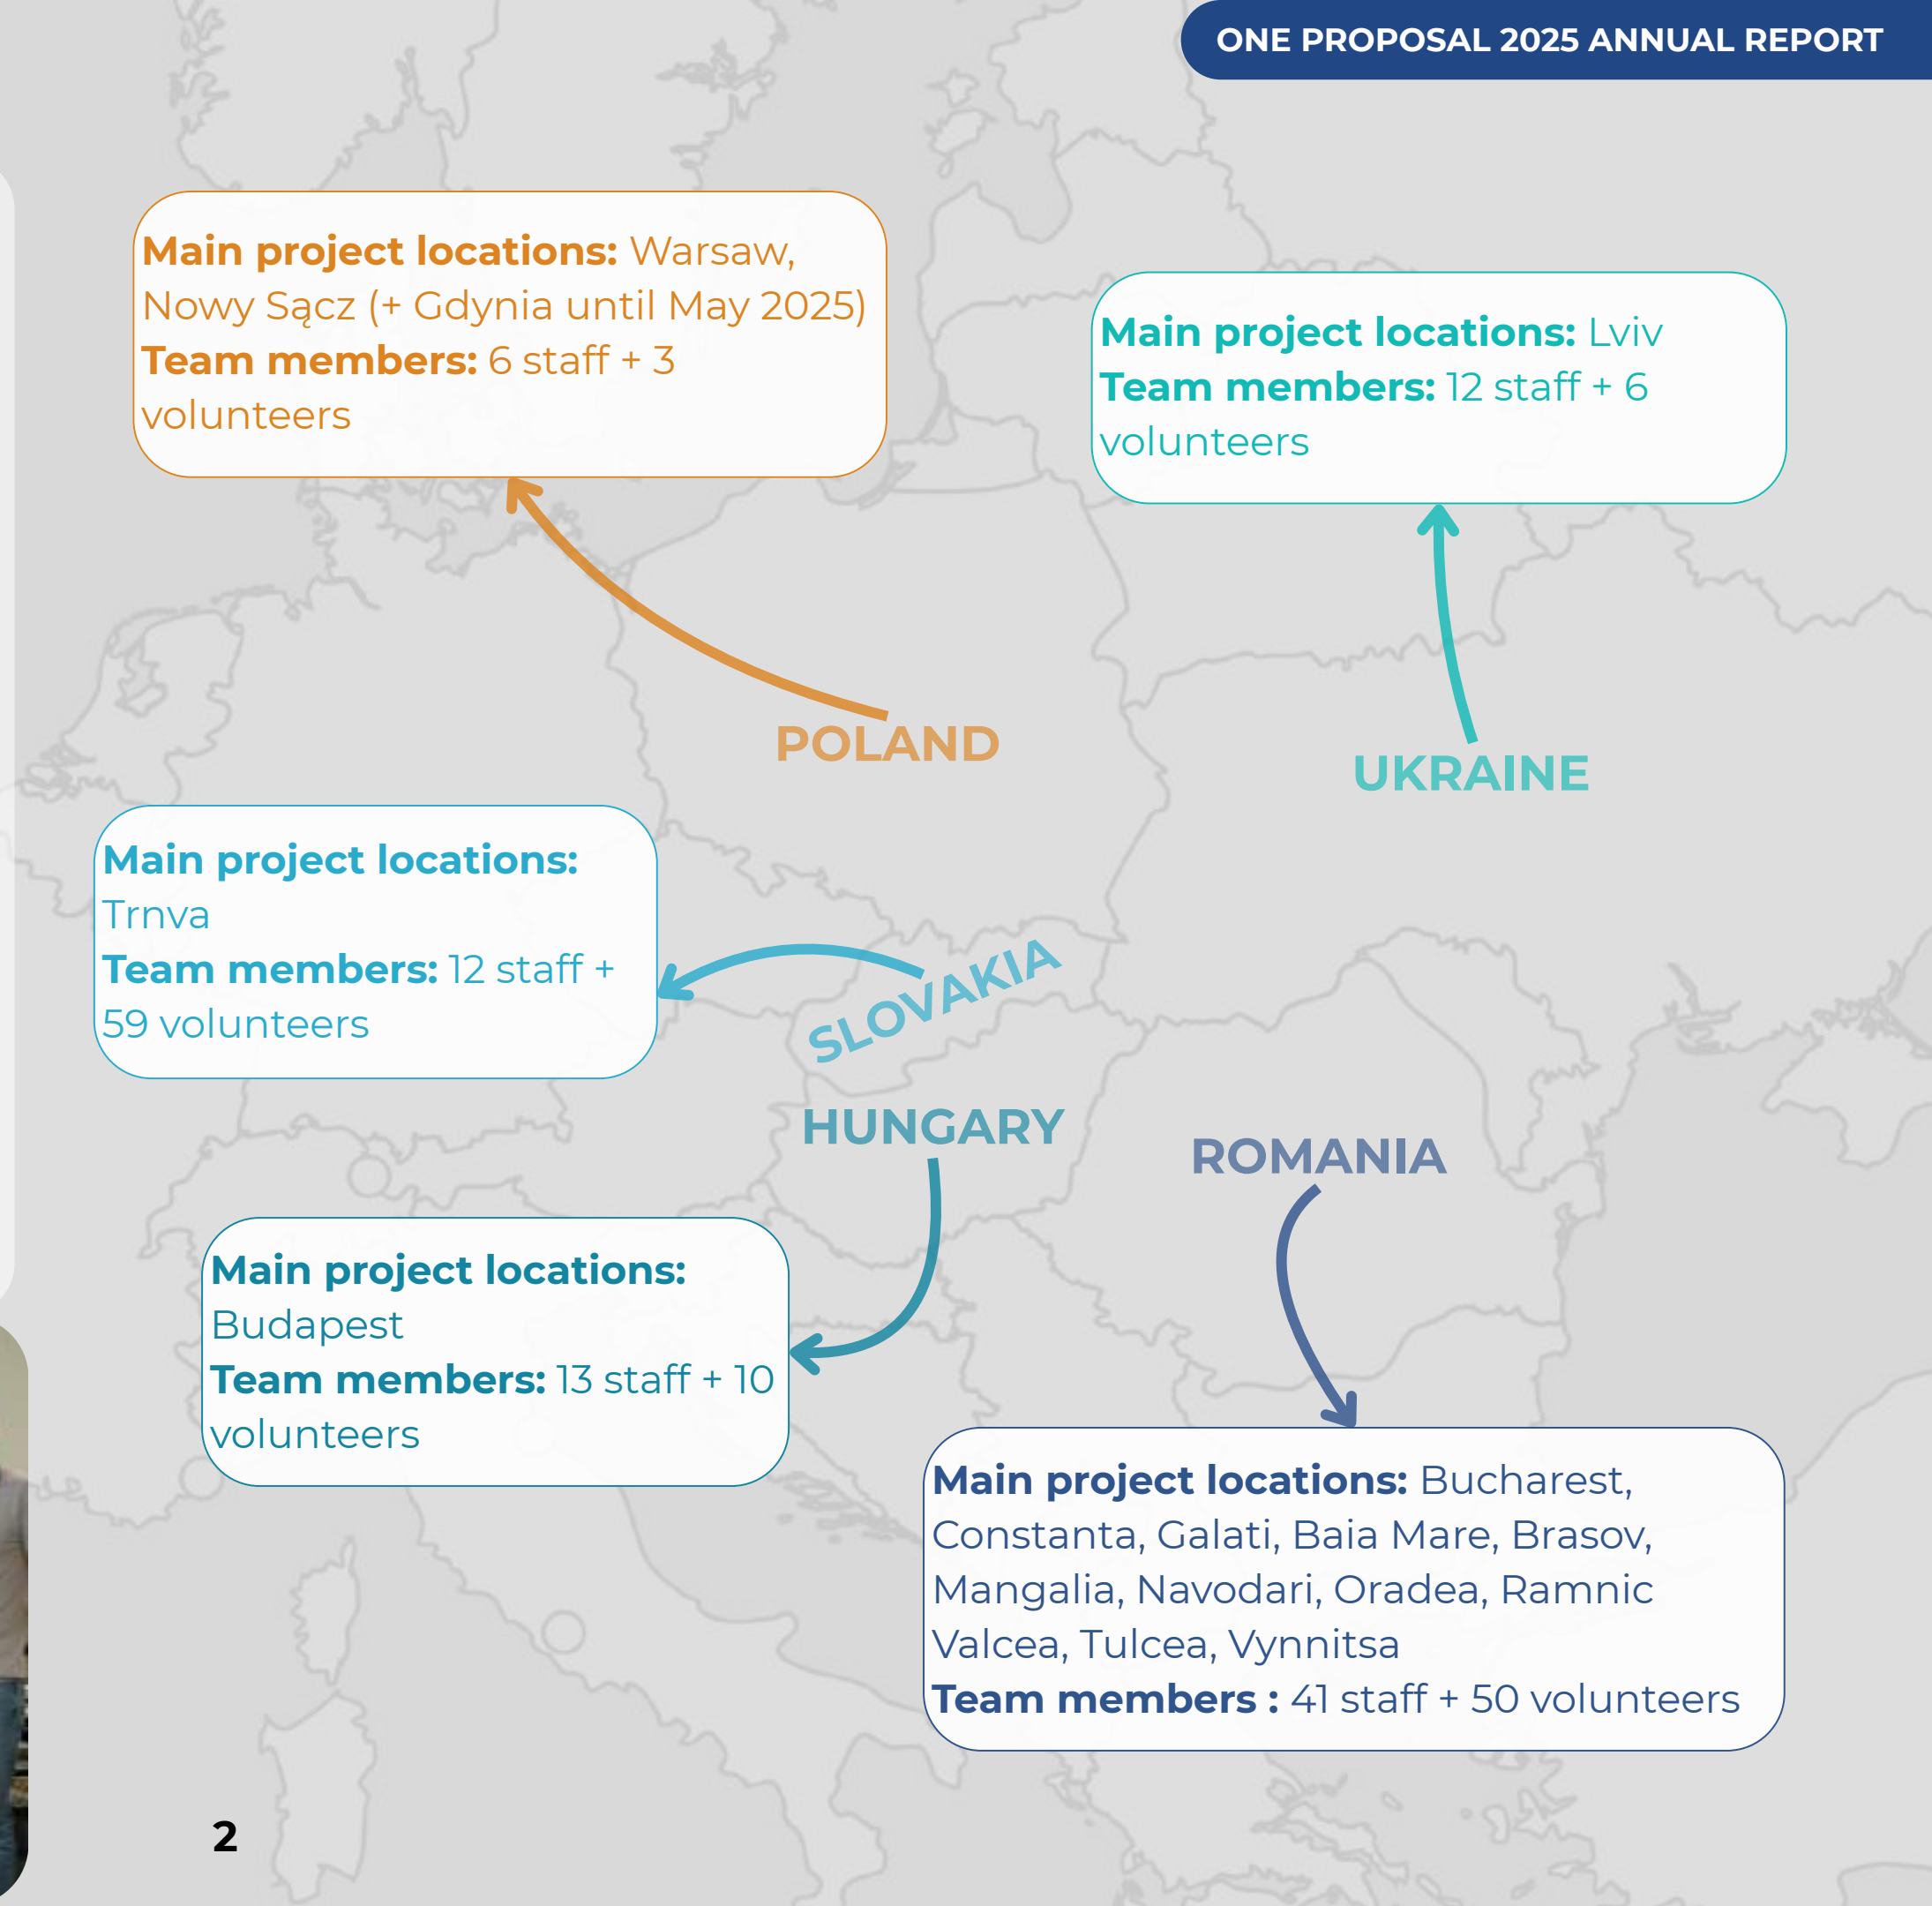 ONE PROPOSAL 2025 ANNUAL REPORT
Main project locations: Warsaw,
Nowy Sącz (+ Gdynia until May 2025)
Team members: 6 staff + 3
volunteers
Main project locations: Lviv
Team members: 12 staff + 6
volunteers
POLAND
UKRAINE
Main project locations:
Trnva
Team members: 12 staff +
59 volunteers
SLOVAKIA
HUNGARY
ROMANIA
Main project locations:
Budapest
Team members: 13 staff + 10
volunteers
Main project locations: Bucharest,
Constanta, Galati, Baia Mare, Brasov,
Mangalia, Navodari, Oradea, Ramnic
Valcea, Tulcea, Vynnitsa
Team members : 41 staff + 50 volunteers
2